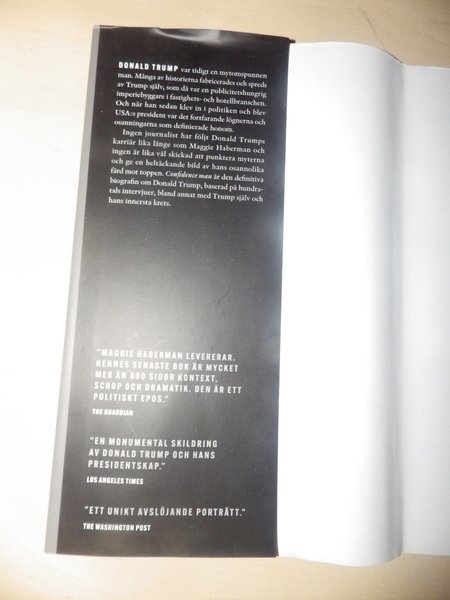 DONALD TRUMP var tidigt en mytomspunnen
man. Många av historierna fabricerades och spreds
av Trump själv, som då var en publicitetshungrig
imperiebyggare i fastighets- och hotellbranschen.
Och när han sedan klev in i politiken och blev
USA:s president var det fortfarande lögnerna och
osanningarna som definierade honom.
Ingen journalist har följt Donald Trumps
karriär lika länge som Maggie Haberman och
ingen är lika väl skickad att punktera myterna
och ge en heltäckande bild av hans osannolika
färd mot toppen. Confidence man är den definitiva
biografin om Donald Trump, baserad på hundra-
tals intervjuer, bland annat med Trump själv och
hans innersta krets.
"MAGGIE HABERMAN LEVERERAR.
HENNES SENASTE BOK ÄR MYCKET
MER ÄN 600 SIDOR KONTEXT,
SCOOP OCH DRAMATIK. DEN ÄR ETT
POLITISKT EPOS."
THE GUARDIAN
"EN MONUMENTAL SKILDRING
AV DONALD TRUMP OCH HANS
PRESIDENTSKAP."
LOS ANGELES TIMES
"ETT UNIKT AVSLÖJANDE PORTRÄTT."
THE WASHINGTON POST